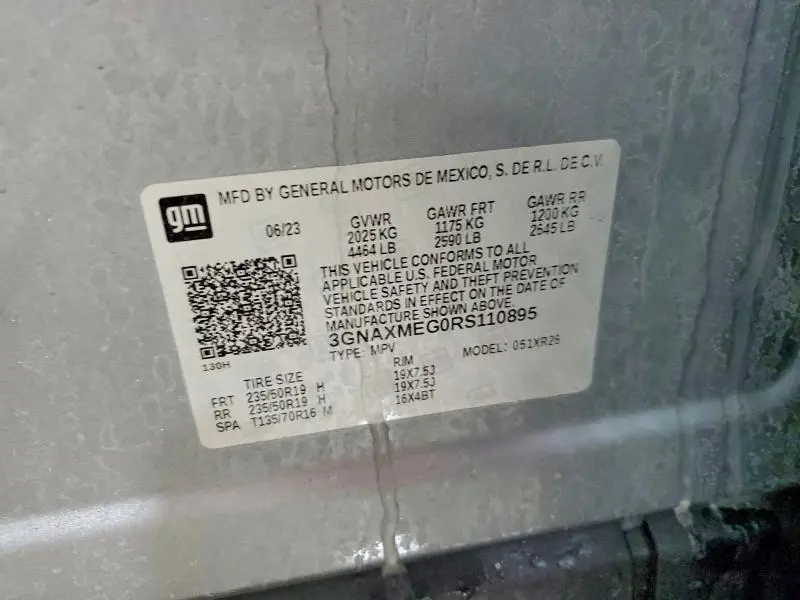 gm
MFD BY GENERAL MOTORS DE MEXICO, S. DE R.L. DE C.V.
06/23 GVWR GAWR FRT GAWR RR
2025 KG 1175 KG 1200 KG
4464 LB 2590 LB 2645 LB
THIS VEHICLE CONFORMS TO ALL
APPLICABLE U.S. FEDERAL MOTOR
VEHICLE SAFETY AND THEFT PREVENTION
STANDARDS IN EFFECT ON THE DATE OF
MANUFACTURE SHOWN ABOVE.
3GNAXMEG0RS110895
130H
TYPE: MPV MODEL: 051XR26
TIRE SIZE RIM
FRT 235/50R19 H 19X7.5J
RR 235/50R19 H 19X7.5J
SPA T135/70R16 M 16X4BT